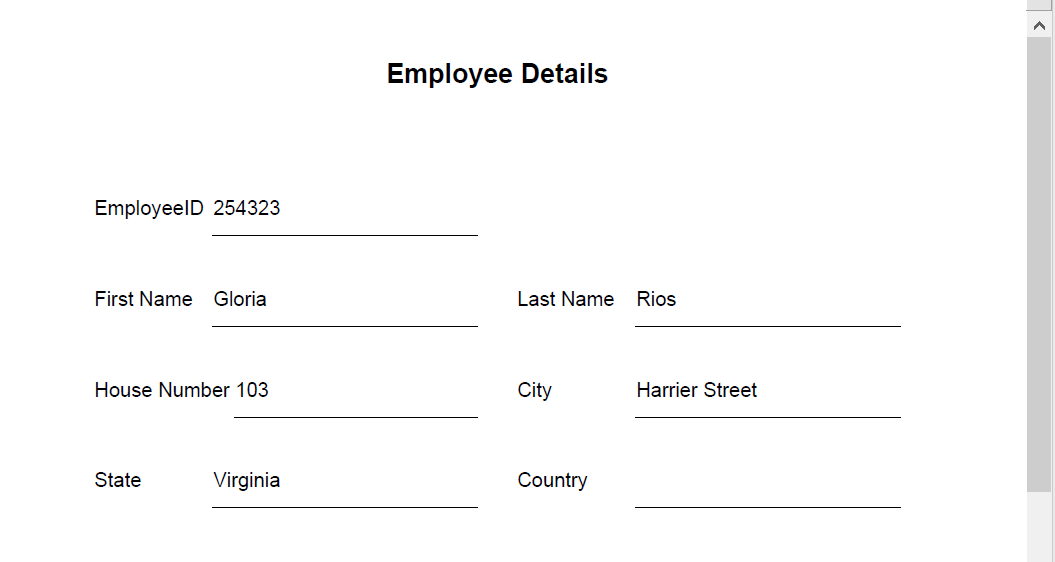 Employee Details
EmployeeID 254323
First Name Gloria Last Name Rios
House Number 103 City Harrier Street
State Virginia Country